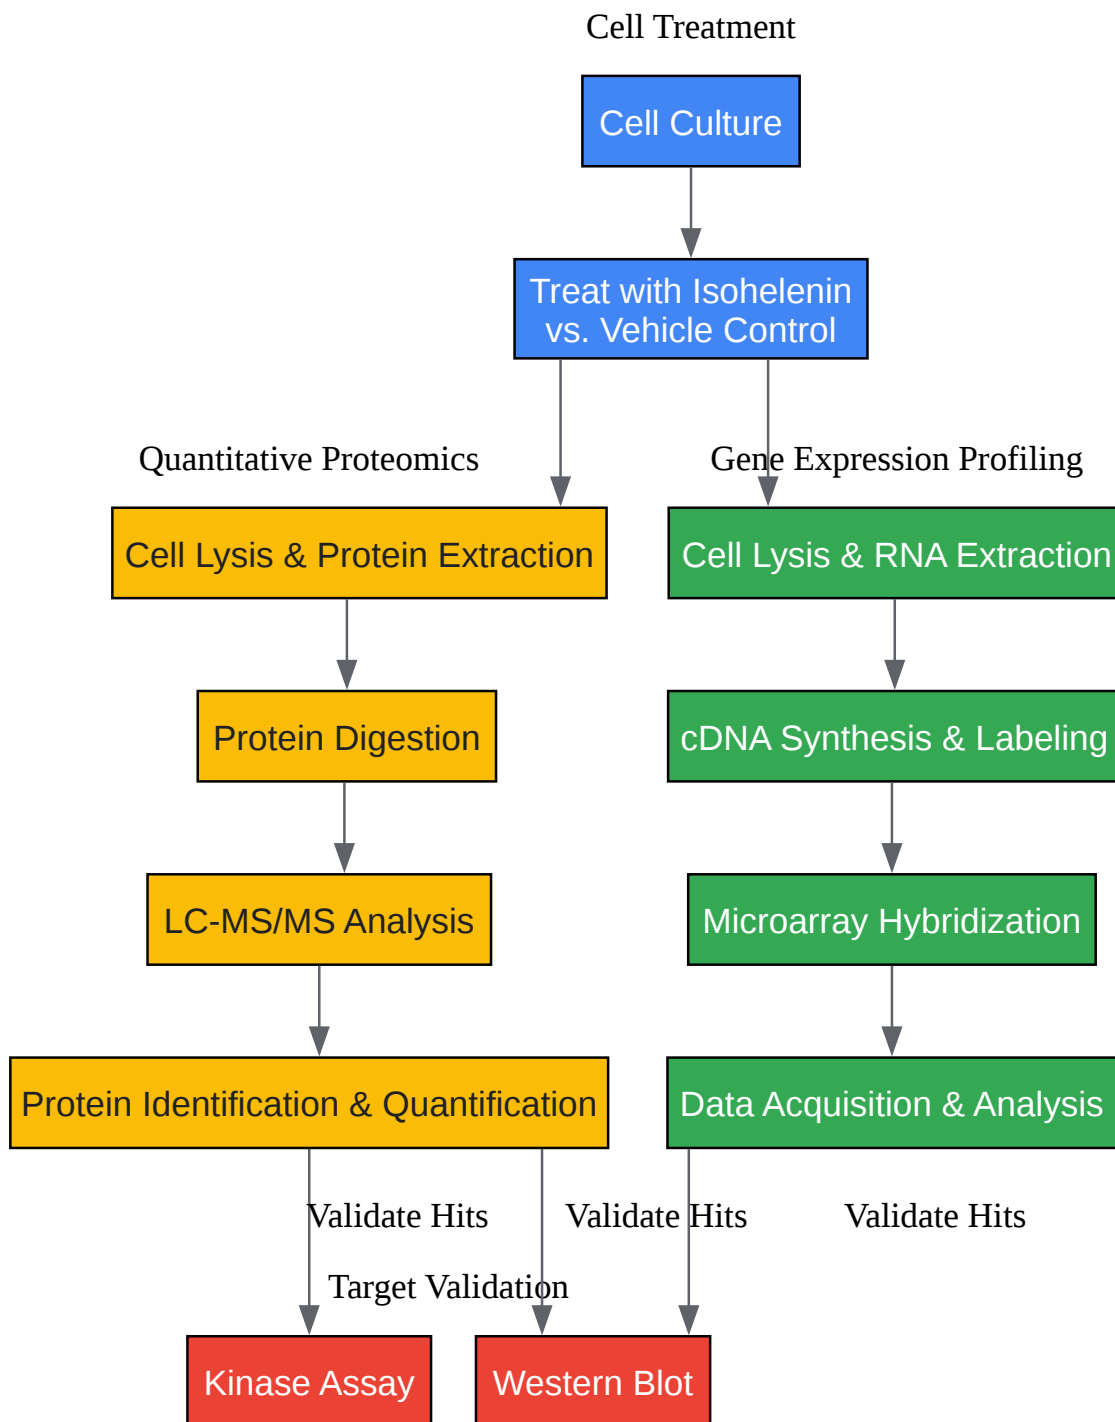 Cell Treatment
Cell Culture
Treat with Isohelenin
vs. Vehicle Control
Quantitative Proteomics
Gene Expression Profiling
Cell Lysis & Protein Extraction
Cell Lysis & RNA Extraction
Protein Digestion
cDNA Synthesis & Labeling
LC-MS/MS Analysis
Microarray Hybridization
Protein Identification & Quantification
Data Acquisition & Analysis
Validate Hits
Validate Hits
Validate Hits
Target Validation
Kinase Assay
Western Blot